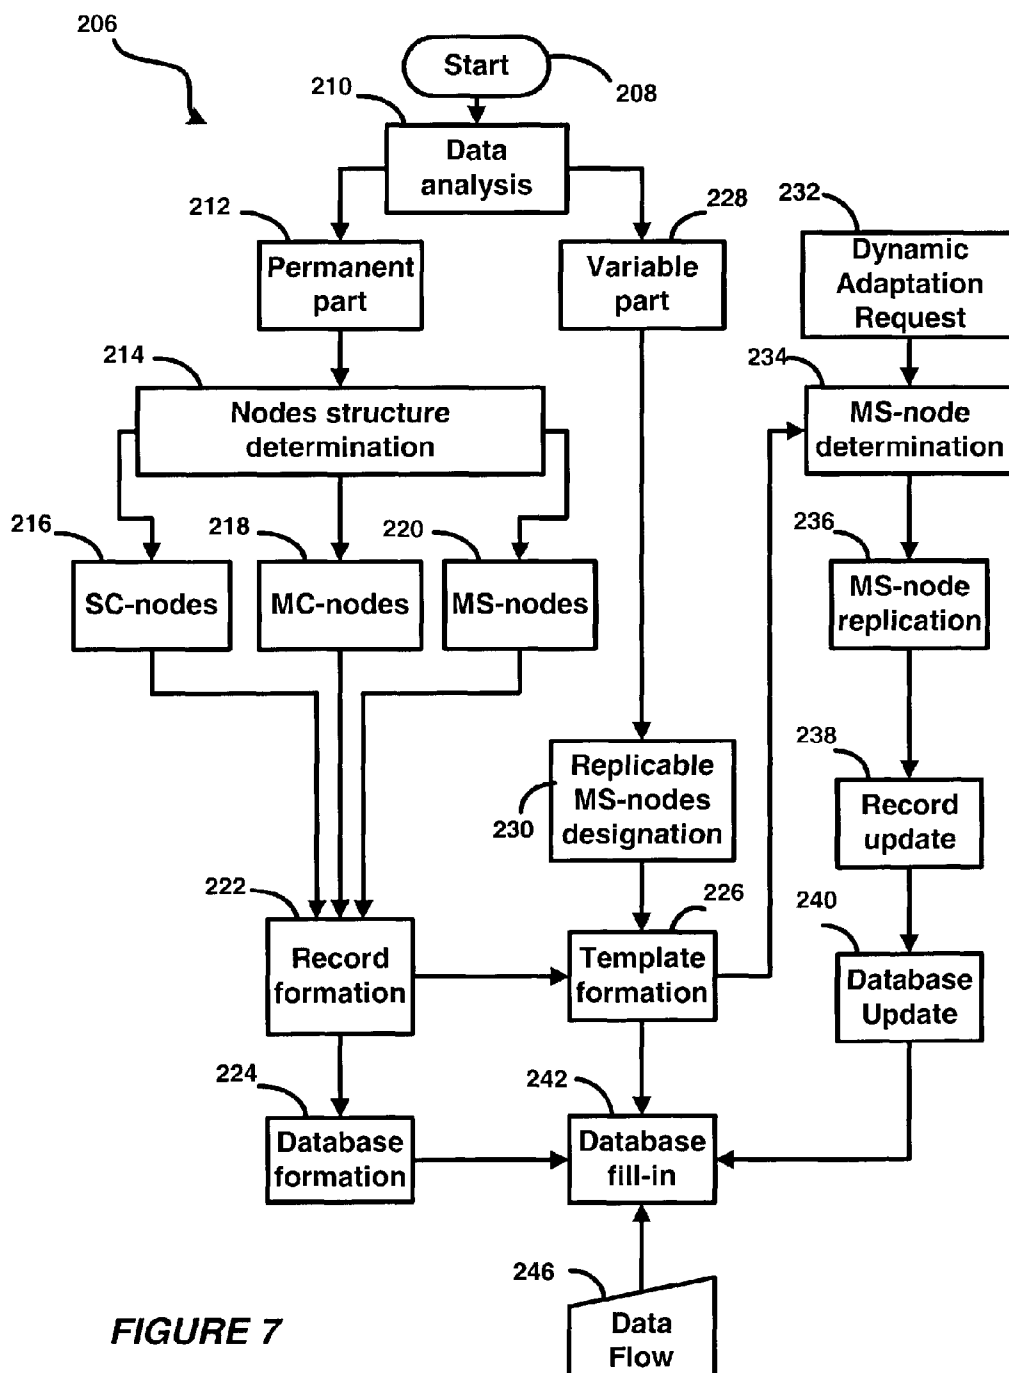 206
Start
208
210
Data
analysis
212
Permanent
part
228
Variable
part
232
Dynamic
Adaptation
Request
214
Nodes structure
determination
234
MS-node
determination
216
SC-nodes
218
MC-nodes
220
MS-nodes
236
MS-node
replication
230
Replicable
MS-nodes
designation
238
Record
update
222
Record
formation
226
Template
formation
240
Database
Update
224
Database
formation
242
Database
fill-in
246
Data
Flow
FIGURE 7